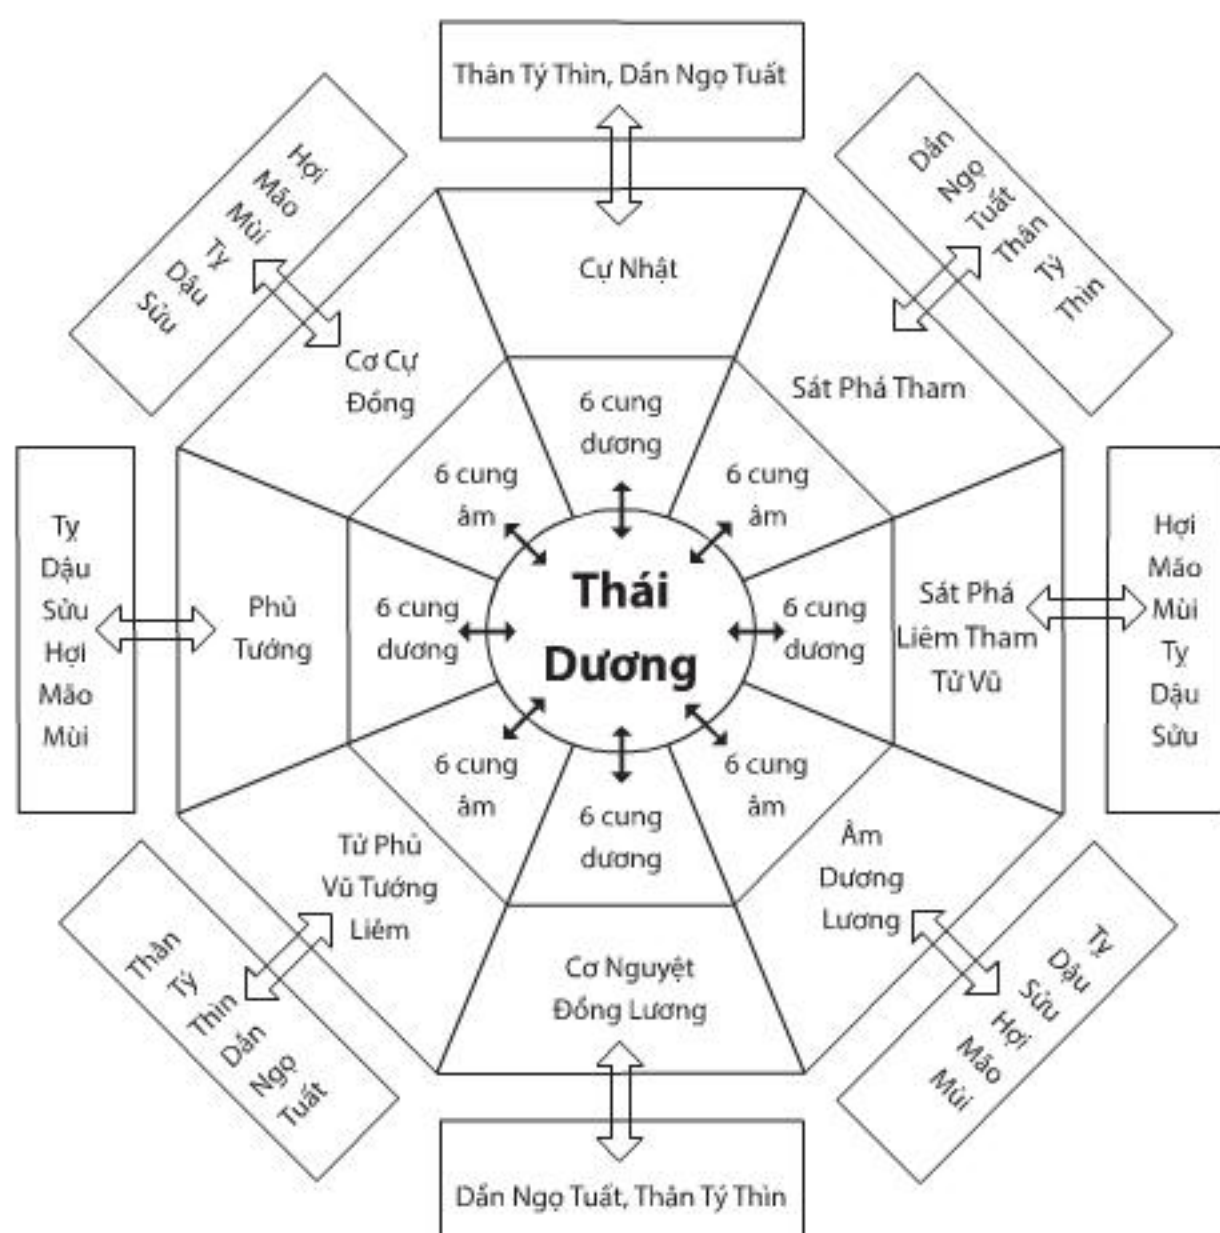 Thân Tý Thìn, Dần Ngọ Tuất
Hợi
Mão
Mùi
Tỵ
Dậu
Sửu
Dần
Ngọ
Tuất
Thân
Tý
Thìn
Cự Nhật
Cơ Cự
Đồng
Sát Phá Tham
6 cung
dương
6 cung
âm
6 cung
âm
Tỵ
Dậu
Sửu
Hợi
Mão
Mùi
Phủ
Tướng
6 cung
dương
Thái
Dương
6 cung
dương
Sát Phá
Liêm Tham
Tử Vũ
Hợi
Mão
Mùi
Tỵ
Dậu
Sửu
6 cung
âm
6 cung
dương
6 cung
âm
Tử Phủ
Vũ Tướng
Liêm
Cơ Nguyệt
Đồng Lương
Âm
Dương
Lương
Thân
Tý
Thìn
Dần
Ngọ
Tuất
Tỵ
Dậu
Sửu
Hợi
Mão
Mùi
Dần Ngọ Tuất, Thân Tý Thìn